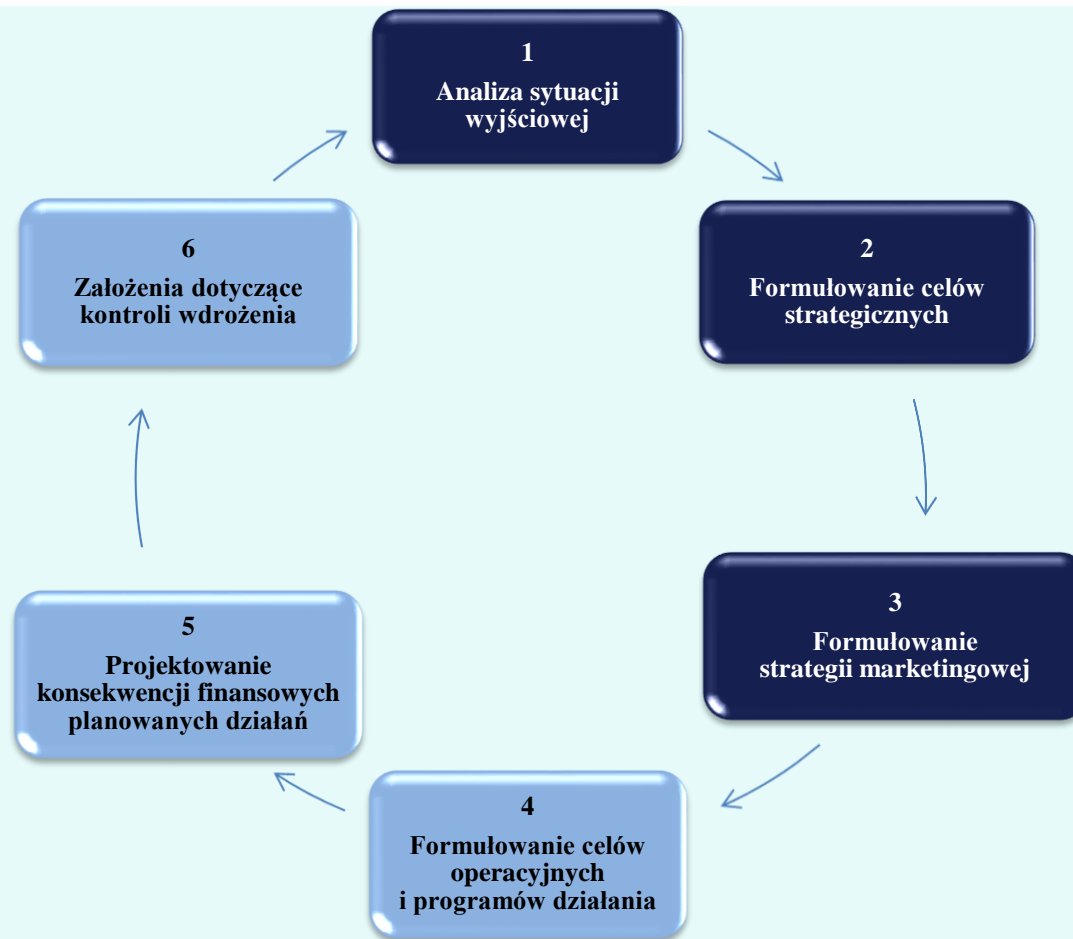 1
Analiza sytuacji
wyjściowej
2
Formułowanie celów
strategicznych
3
Formułowanie
strategii marketingowej
4
Formułowanie celów
operacyjnych
i programów działania
5
Projektowanie
konsekwencji finansowych
planowanych działań
6
Założenia dotyczące
kontroli wdrożenia